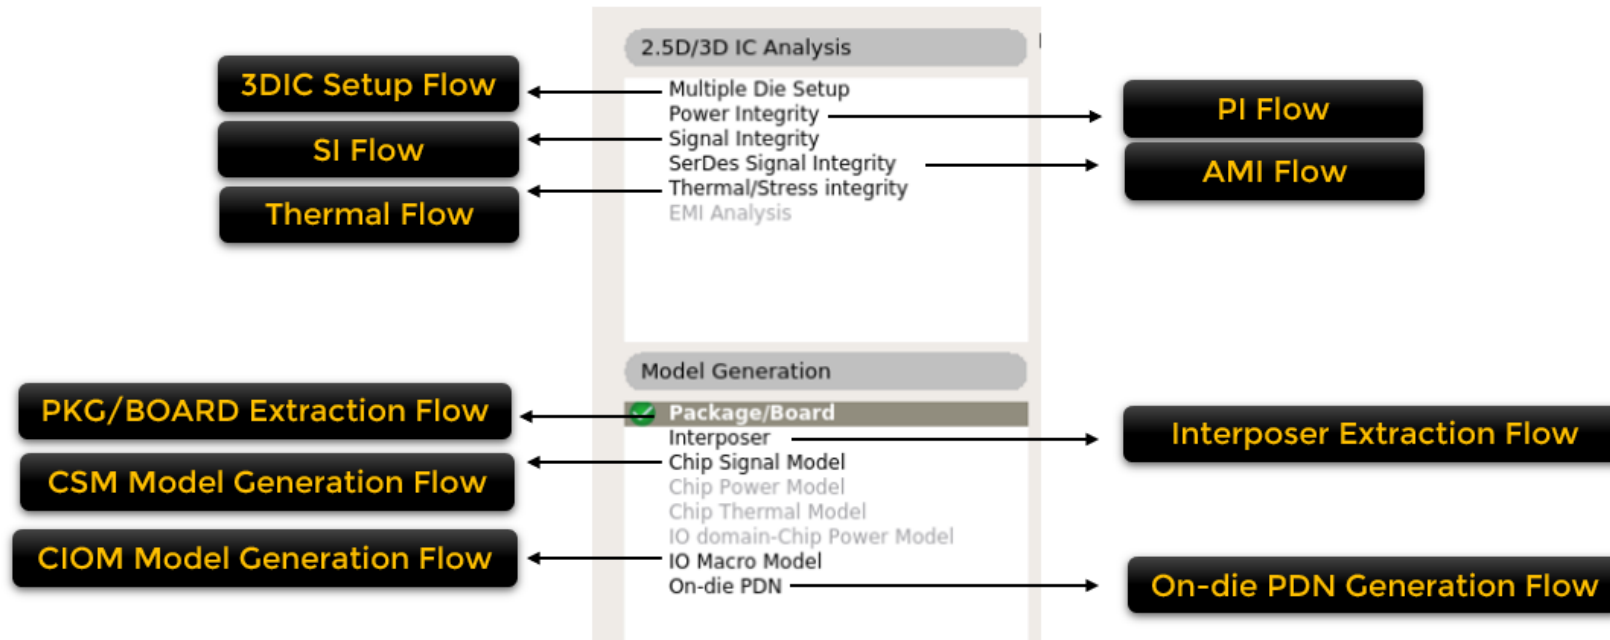 2.5D/3D IC Analysis
3DIC Setup Flow
Multiple Die Setup
Power Integrity
PI Flow
SI Flow
Signal Integrity
SerDes Signal Integrity
AMI Flow
Thermal Flow
Thermal/Stress integrity
EMI Analysis
Model Generation
PKG/BOARD Extraction Flow
Package/Board
Interposer
Interposer Extraction Flow
CSM Model Generation Flow
Chip Signal Model
Chip Power Model
Chip Thermal Model
IO domain-Chip Power Model
CIOM Model Generation Flow
IO Macro Model
On-die PDN
On-die PDN Generation Flow